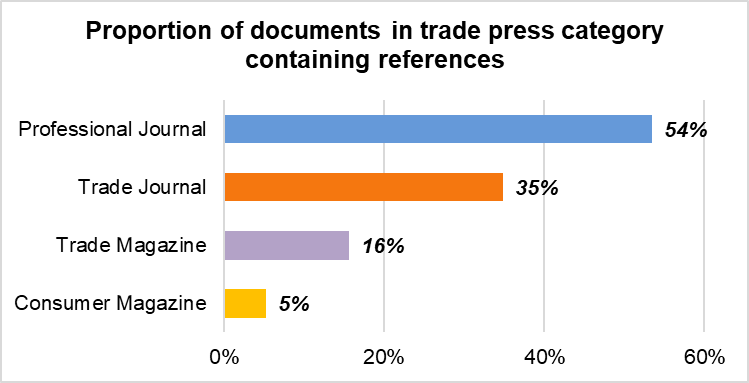 Proportion of documents in trade press category
containing references
Professional Journal 54%
Trade Journal 35%
Trade Magazine 16%
Consumer Magazine 5%
0% 20% 40% 60%